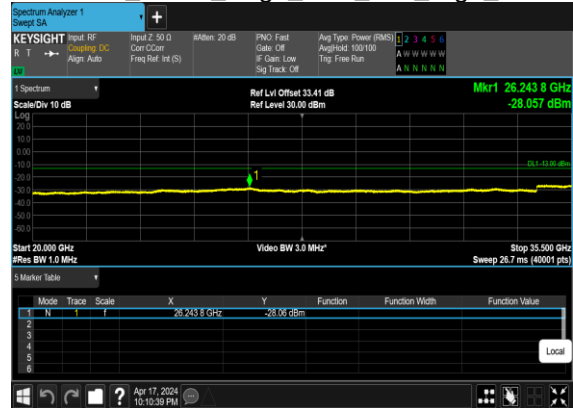 Spectrum Analyzer 1
Swept SA
+
KEYSIGHT
R T
LXI
Input: RF
Coupling: DC
Align: Auto
Input Z: 50 Ω
Corr CCorr
Freq Ref: Int (S)
#Atten: 20 dB
PNO: Fast
Gate: Off
IF Gain: Low
Sig Track: Off
Avg Type: Power (RMS)
Avg|Hold: 100/100
Trig: Free Run
1 2 3 4 5 6
A W W W W W
A N N N N N
1 Spectrum
Scale/Div 10 dB
Ref Lvl Offset 33.41 dB
Ref Level 30.00 dBm
Mkr1 26.243 8 GHz
-28.057 dBm
Log
20.0
10.0
0.00
-10.0
-20.0
-30.0
-40.0
-50.0
-60.0
DL1 -13.00 dBm
1
Start 20.000 GHz
#Res BW 1.0 MHz
Video BW 3.0 MHz*
Stop 35.500 GHz
Sweep 26.7 ms (40001 pts)
5 Marker Table
Mode Trace Scale X Y Function Function Width Function Value
1 N 1 f 26.243 8 GHz -28.06 dBm
2
3
4
5
6
Local
?
Apr 17, 2024
10:10:39 PM